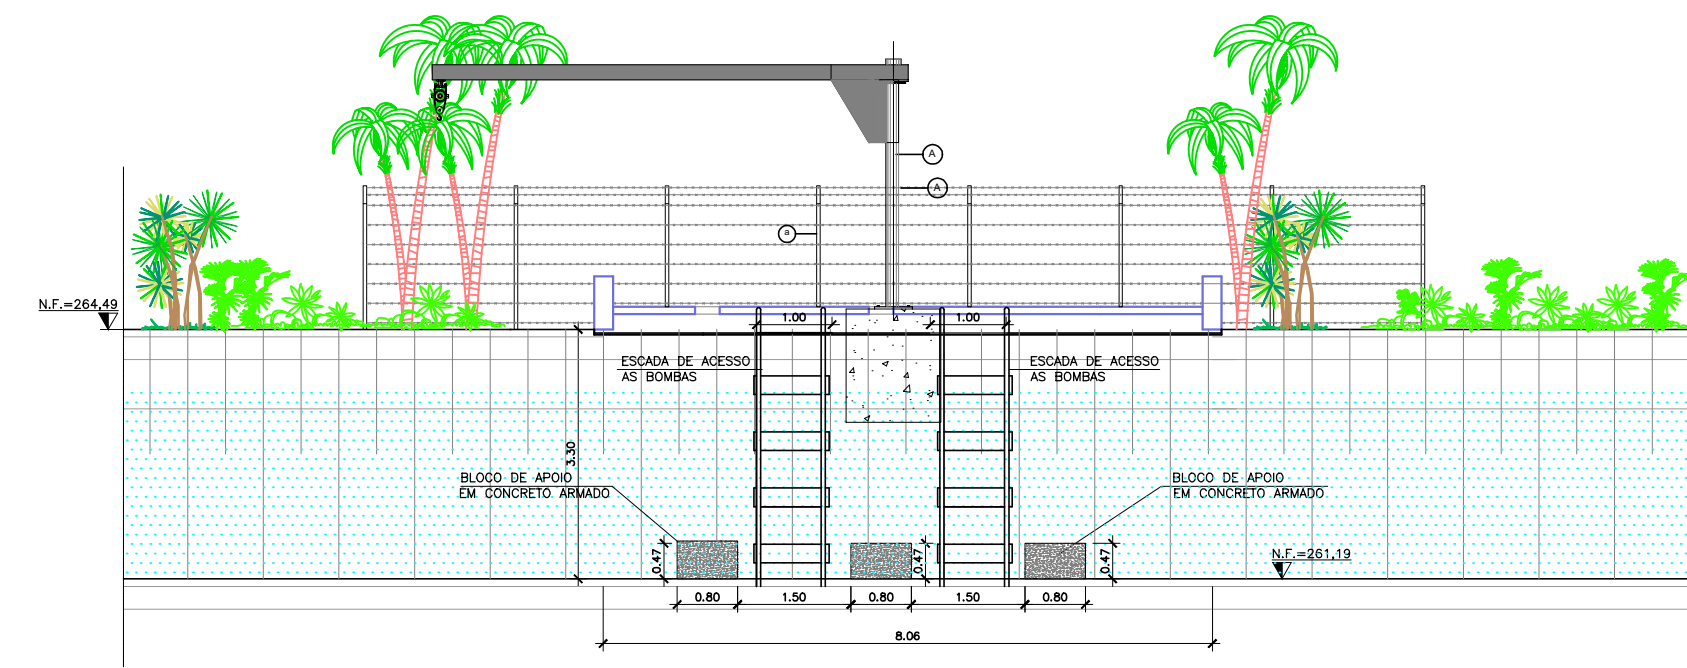 A
A
a
N.F.=264,49
1.00
1.00
ESCADA DE ACESSO
AS BOMBAS
ESCADA DE ACESSO
AS BOMBAS
3.30
BLOCO DE APOIO
EM CONCRETO ARMADO
BLOCO DE APOIO
EM CONCRETO ARMADO
0.47
0.47
0.47
N.F.=261,19
0.80
1.50
0.80
1.50
0.80
8.06